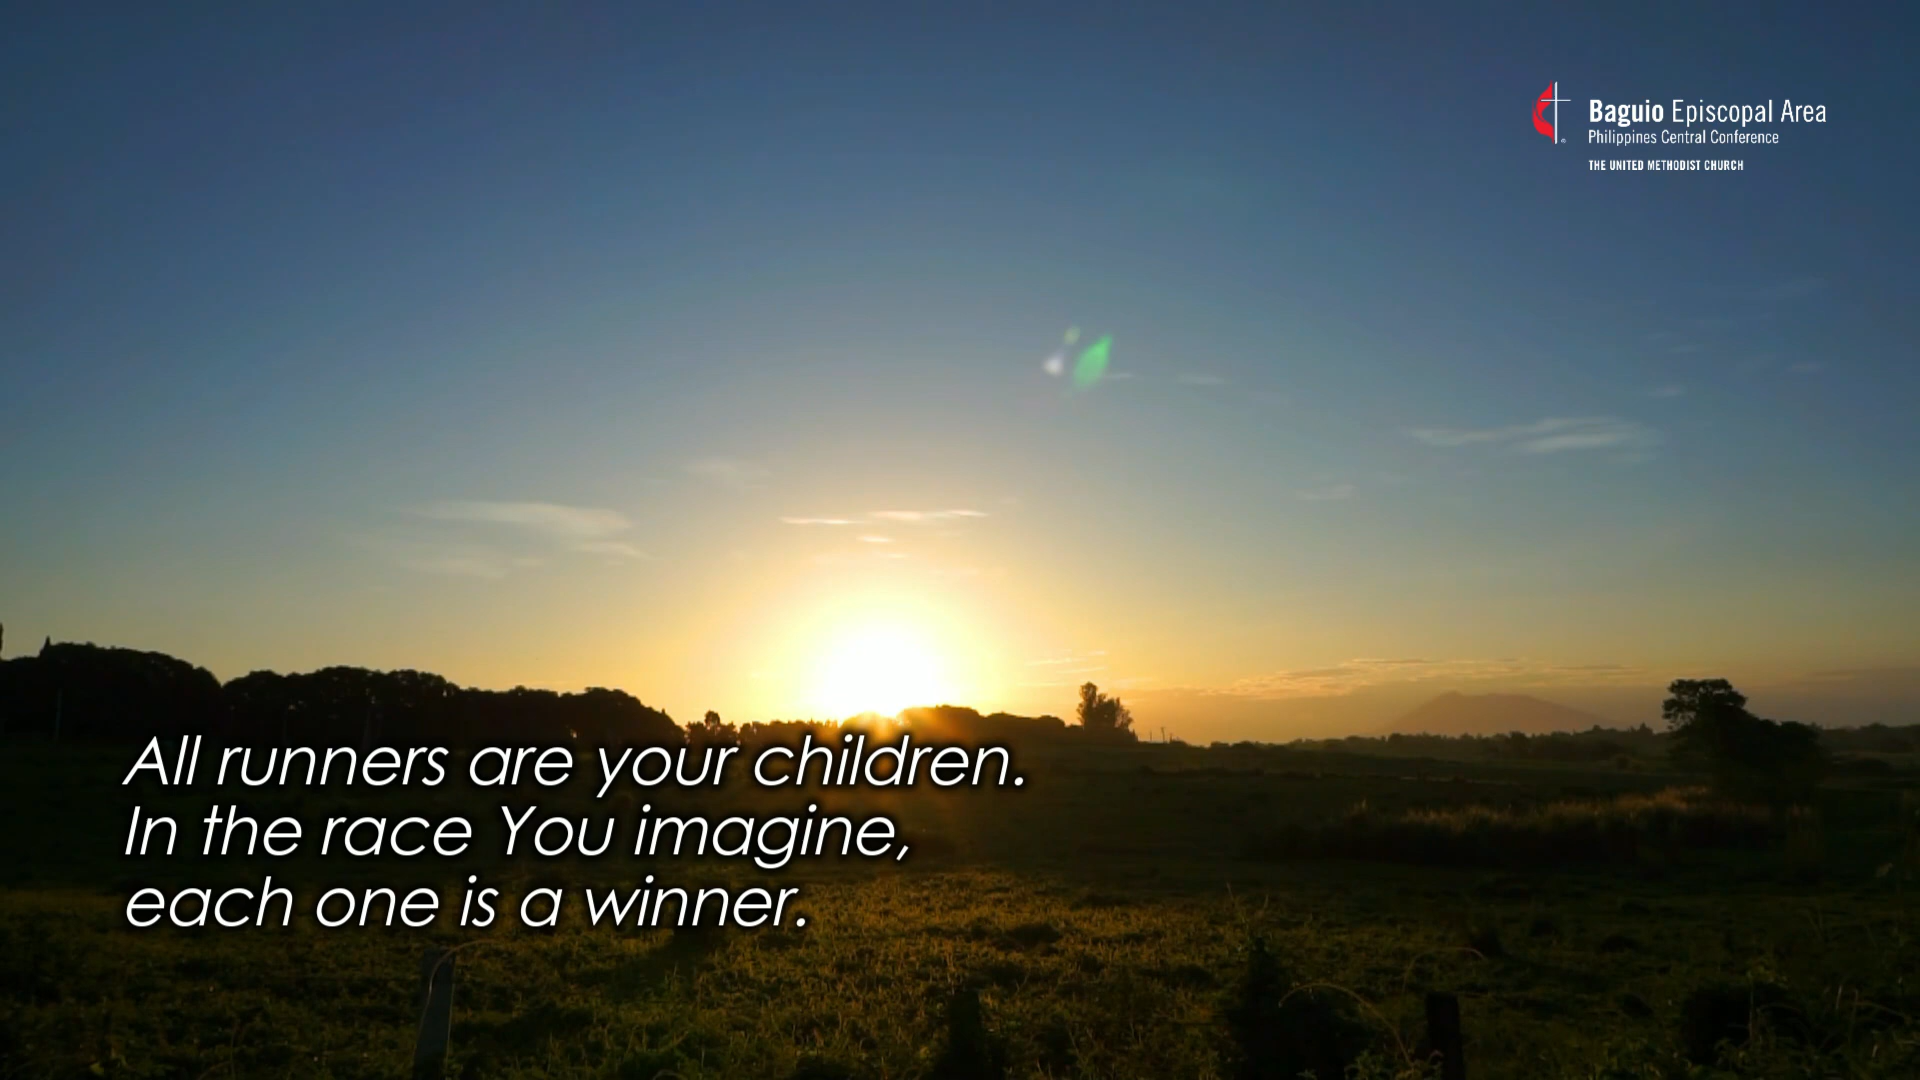 Baguio Episcopal Area
Philippines Central Conference
THE UNITED METHODIST CHURCH
All runners are your children.
In the race You imagine,
each one is a winner.